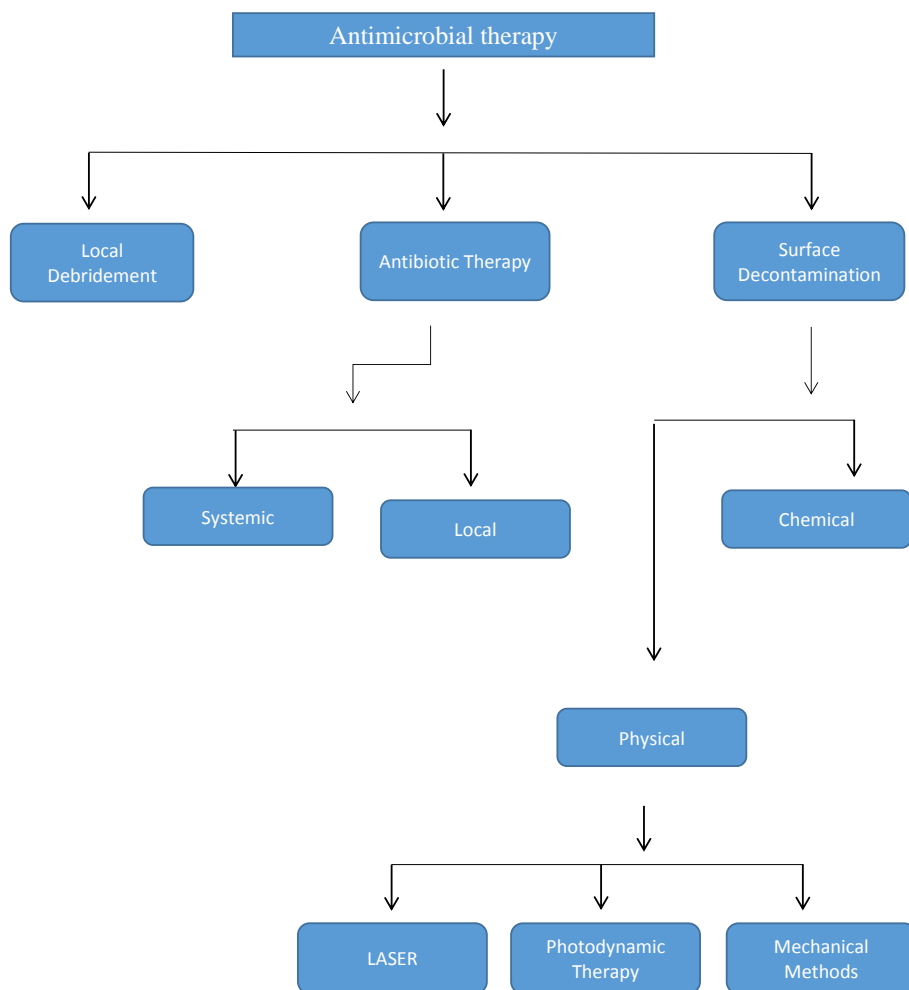 Antimicrobial therapy
Local
Debridement
Antibiotic Therapy
Surface
Decontamination
Systemic
Local
Chemical
Physical
LASER
Photodynamic
Therapy
Mechanical
Methods